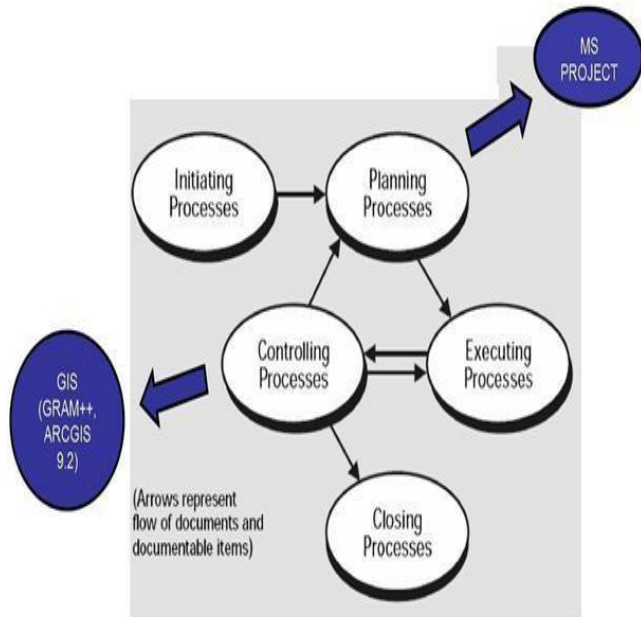 MS
PROJECT
Initiating
Processes
Planning
Processes
Controlling
Processes
Executing
Processes
GIS
(GRAM++,
ARCGIS
9.2)
(Arrows represent
flow of documents and
documentable items)
Closing
Processes